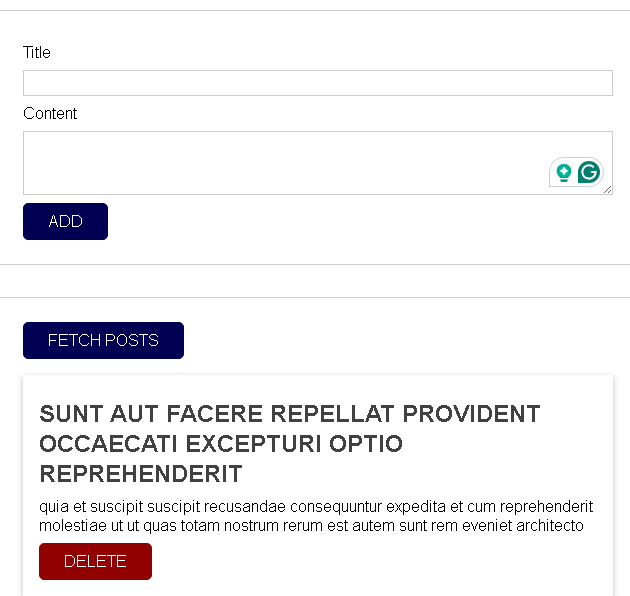 Title
Content
ADD
FETCH POSTS
SUNT AUT FACERE REPELLAT PROVIDENT
OCCAECATI EXCEPTURI OPTIO
REPREHENDERIT
quia et suscipit suscipit recusandae consequuntur expedita et cum reprehenderit
molestiae ut ut quas totam nostrum rerum est autem sunt rem eveniet architecto
DELETE